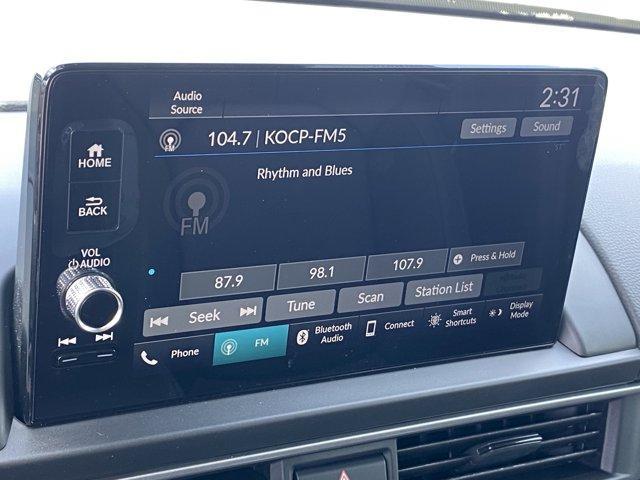 Audio
Source
2:31
104.7 | KOCP-FM5
Settings
Sound
FM
HOME
Rhythm and Blues
ST
FM
BACK
VOL
AUDIO
87.9
98.1
107.9
Press & Hold
Seek
Tune
Scan
Station List
Phone
FM
Bluetooth
Audio
Connect
Smart
Shortcuts
Display
Mode